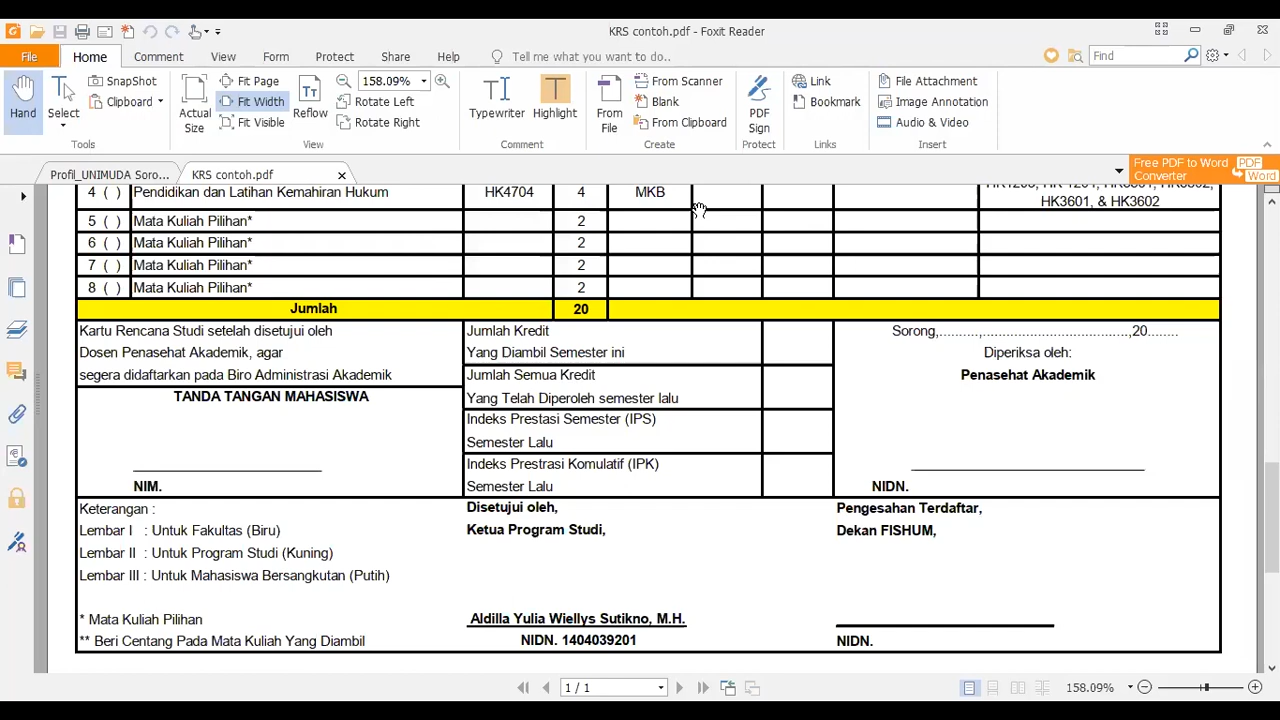 KRS contoh.pdf - Foxit Reader
File Home Comment View Form Protect Share Help Tell me what you want to do.. Find
Hand
Select
SnapShot
Clipboard
Tools
Actual Size
Fit Page
Fit Width
Fit Visible
Reflow
158.09%
Rotate Left
Rotate Right
View
Typewriter
Highlight
Comment
From File
From Scanner
Blank
From Clipboard
Create
PDF Sign
Protect
Link
Bookmark
Links
File Attachment
Image Annotation
Audio & Video
Insert
Profil_UNIMUDA Soro...
KRS contoh.pdf
Free PDF to Word Converter
PDF
Word
4 ( ) Pendidikan dan Latihan Kemahiran Hukum HK4704 4 MKB
HK3601, & HK3602
5 ( ) Mata Kuliah Pilihan* 2
6 ( ) Mata Kuliah Pilihan* 2
7 ( ) Mata Kuliah Pilihan* 2
8 ( ) Mata Kuliah Pilihan* 2
Jumlah 20
Kartu Rencana Studi setelah disetujui oleh
Dosen Penasehat Akademik, agar
segera didaftarkan pada Biro Administrasi Akademik
TANDA TANGAN MAHASISWA
NIM.
Jumlah Kredit
Yang Diambil Semester ini
Jumlah Semua Kredit
Yang Telah Diperoleh semester lalu
Indeks Prestasi Semester (IPS)
Semester Lalu
Indeks Prestrasi Komulatif (IPK)
Semester Lalu
Sorong,..........,.....................................,20........
Diperiksa oleh:
Penasehat Akademik
NIDN.
Keterangan :
Lembar I : Untuk Fakultas (Biru)
Lembar II : Untuk Program Studi (Kuning)
Lembar III : Untuk Mahasiswa Bersangkutan (Putih)
* Mata Kuliah Pilihan
** Beri Centang Pada Mata Kuliah Yang Diambil
Disetujui oleh,
Ketua Program Studi,
Aldilla Yulia Wiellys Sutikno, M.H.
NIDN. 1404039201
Pengesahan Terdaftar,
Dekan FISHUM,
NIDN.
1 / 1
158.09%